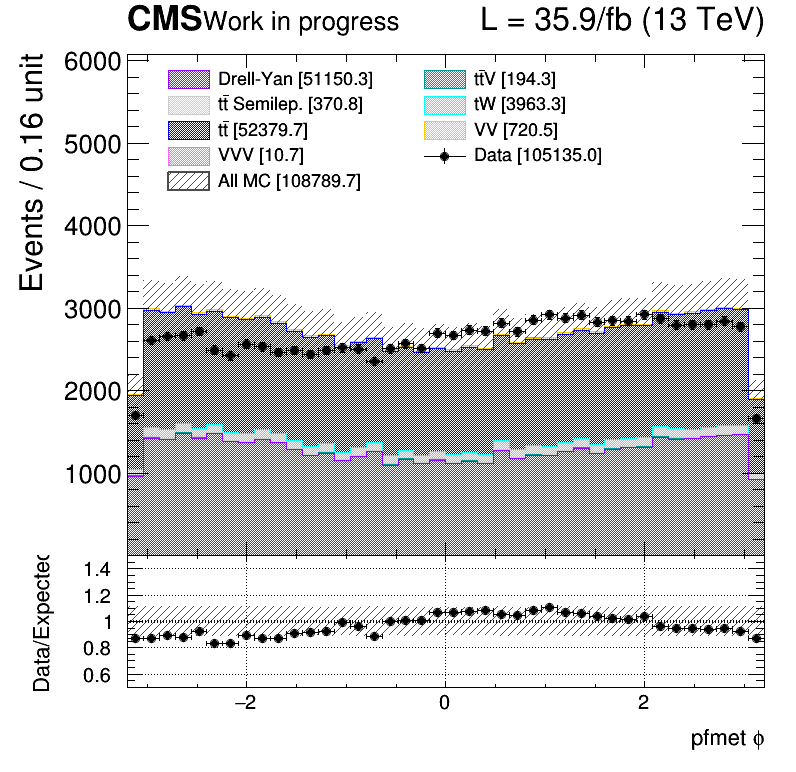 CMS Work in progress L = 35.9/fb (13 TeV)
Events / 0.16 unit
6000
5000
4000
3000
2000
1000
Drell-Yan [51150.3]
tt̄ Semilep. [370.8]
tt̄ [52379.7]
VVV [10.7]
All MC [108789.7]
tt̄V [194.3]
tW [3963.3]
VV [720.5]
Data [105135.0]
Data/Expected
1.4
1.2
1
0.8
0.6
−2 0 2
pfmet ϕ